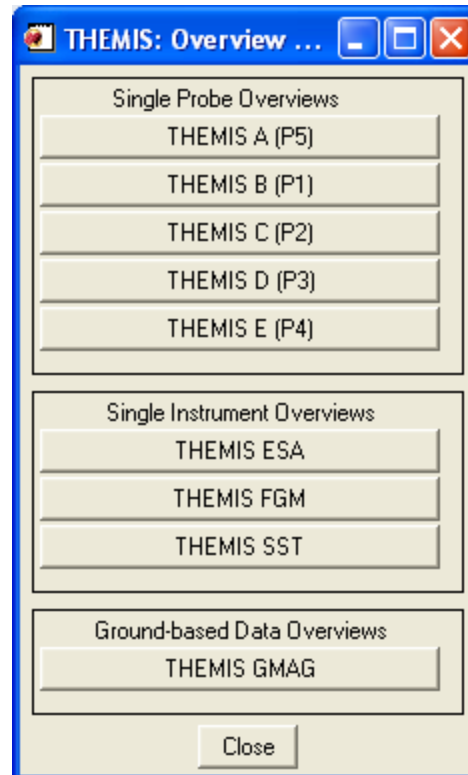 THEMIS: Overview ...
Single Probe Overviews
THEMIS A (P5)
THEMIS B (P1)
THEMIS C (P2)
THEMIS D (P3)
THEMIS E (P4)
Single Instrument Overviews
THEMIS ESA
THEMIS FGM
THEMIS SST
Ground-based Data Overviews
THEMIS GMAG
Close